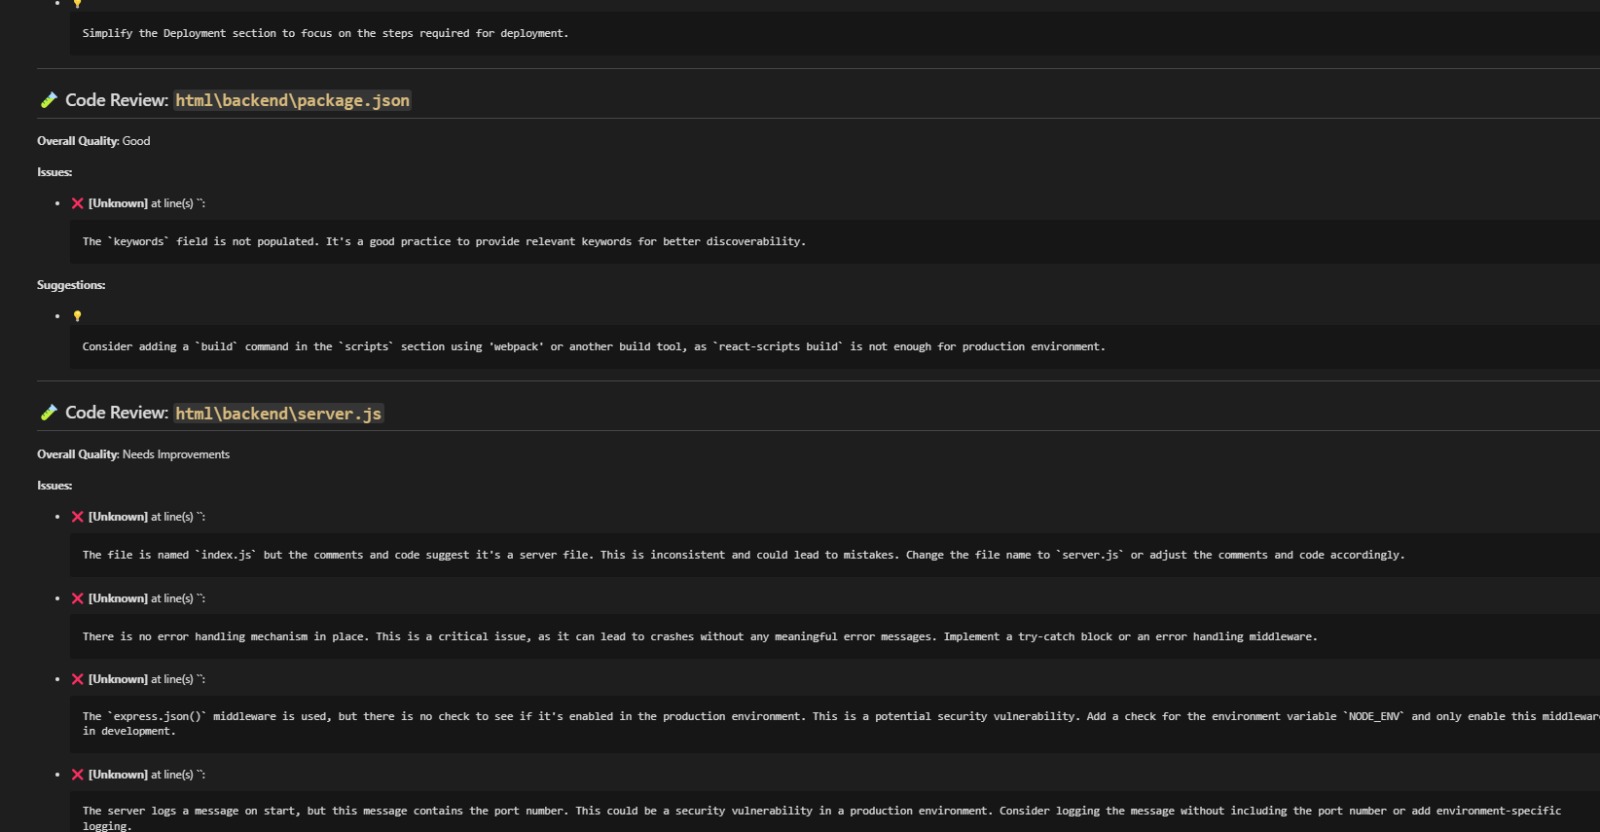 Simplify the Deployment section to focus on the steps required for deployment.
Code Review: html\backend\package.json
Overall Quality: Good
Issues:
[Unknown] at line(s) ``:
The `keywords` field is not populated. It's a good practice to provide relevant keywords for better discoverability.
Suggestions:
Consider adding a `build` command in the `scripts` section using 'webpack' or another build tool, as `react-scripts build` is not enough for production environment.
Code Review: html\backend\server.js
Overall Quality: Needs Improvements
Issues:
[Unknown] at line(s) ``:
The file is named `index.js` but the comments and code suggest it's a server file. This is inconsistent and could lead to mistakes. Change the file name to `server.js` or adjust the comments and code accordingly.
[Unknown] at line(s) ``:
There is no error handling mechanism in place. This is a critical issue, as it can lead to crashes without any meaningful error messages. Implement a try-catch block or an error handling middleware.
[Unknown] at line(s) ``:
The `express.json()` middleware is used, but there is no check to see if it's enabled in the production environment. This is a potential security vulnerability. Add a check for the environment variable `NODE_ENV` and only enable this middleware
in development.
[Unknown] at line(s) ``:
The server logs a message on start, but this message contains the port number. This could be a security vulnerability in a production environment. Consider logging the message without including the port number or add environment-specific
logging.